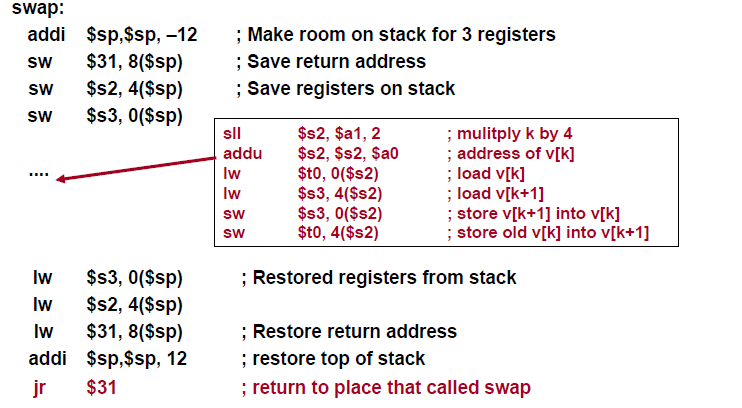 swap:
addi $sp,$sp, –12 ; Make room on stack for 3 registers
sw $31, 8($sp) ; Save return address
sw $s2, 4($sp) ; Save registers on stack
sw $s3, 0($sp)
sll $s2, $a1, 2 ; mulitply k by 4
addu $s2, $s2, $a0 ; address of v[k]
lw $t0, 0($s2) ; load v[k]
lw $s3, 4($s2) ; load v[k+1]
sw $s3, 0($s2) ; store v[k+1] into v[k]
sw $t0, 4($s2) ; store old v[k] into v[k+1]
....
lw $s3, 0($sp) ; Restored registers from stack
lw $s2, 4($sp)
lw $31, 8($sp) ; Restore return address
addi $sp,$sp, 12 ; restore top of stack
jr $31 ; return to place that called swap